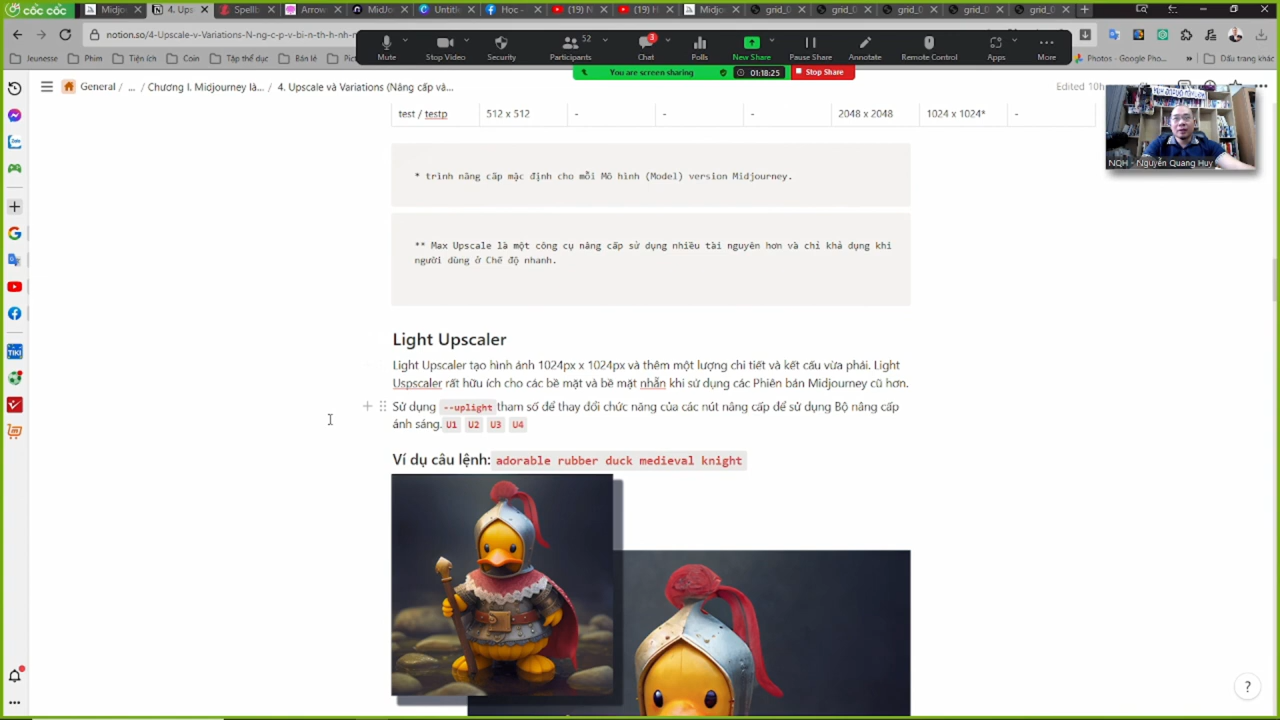 cốc cốc
Midjo
4. Ups
Spellb
Arrow
MidJo
Untitle
Học -
(19) N
(19) H
Midjo
grid_0
grid_0
grid_0
grid_0
grid_0
notion.so/4-Upscale-v-Variations-N-ng-c-p-v-bi-n-th-h-nh-n
Jeunesse
Phim
Tiện ích
Coin
Tập thể dục
Bán lẻ
Pic
Photos - Google Pho...
Dấu trang khác
Mute
Stop Video
Security
52
Participants
3
Chat
Polls
New Share
Pause Share
Annotate
Remote Control
Apps
More
You are screen sharing
01:18:25
Stop Share
General / ... / Chương I. Midjourney là... / 4. Upscale và Variations (Nâng cấp và...
Edited 10h
NQH - Nguyễn Quang Huy
test / testp 512 x 512 - - - 2048 x 2048 1024 x 1024* -
* trình nâng cấp mặc định cho mỗi Mô hình (Model) version Midjourney.
** Max Upscale là một công cụ nâng cấp sử dụng nhiều tài nguyên hơn và chỉ khả dụng khi
người dùng ở Chế độ nhanh.
Light Upscaler
Light Upscaler tạo hình ảnh 1024px x 1024px và thêm một lượng chi tiết và kết cấu vừa phải. Light
Uspscaler rất hữu ích cho các bề mặt và bề mặt nhẵn khi sử dụng các Phiên bản Midjourney cũ hơn.
Sử dụng --uplight tham số để thay đổi chức năng của các nút nâng cấp để sử dụng Bộ nâng cấp
ánh sáng. U1 U2 U3 U4
Ví dụ câu lệnh: adorable rubber duck medieval knight
Zalo
TIKI
?